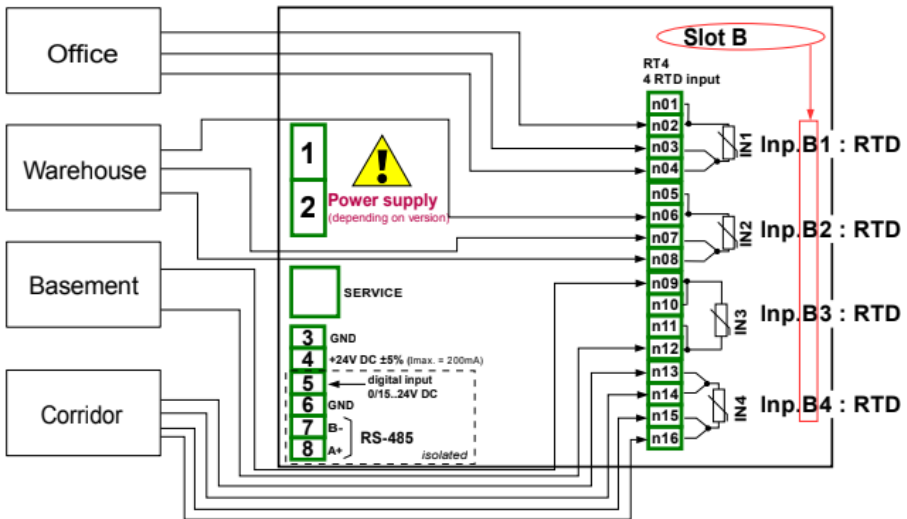 Office
Warehouse
Basement
Corridor
1
2
Power supply
(depending on version)
SERVICE
3 GND
4 +24V DC ±5% (Imax. = 200mA)
5 digital input
0/15..24V DC
6 GND
7 B-
8 A+
RS-485
isolated
Slot B
RT4
4 RTD input
n01
n02
n03
n04
n05
n06
n07
n08
n09
n10
n11
n12
n13
n14
n15
n16
IN1
IN2
IN3
IN4
Inp.B1 : RTD
Inp.B2 : RTD
Inp.B3 : RTD
Inp.B4 : RTD